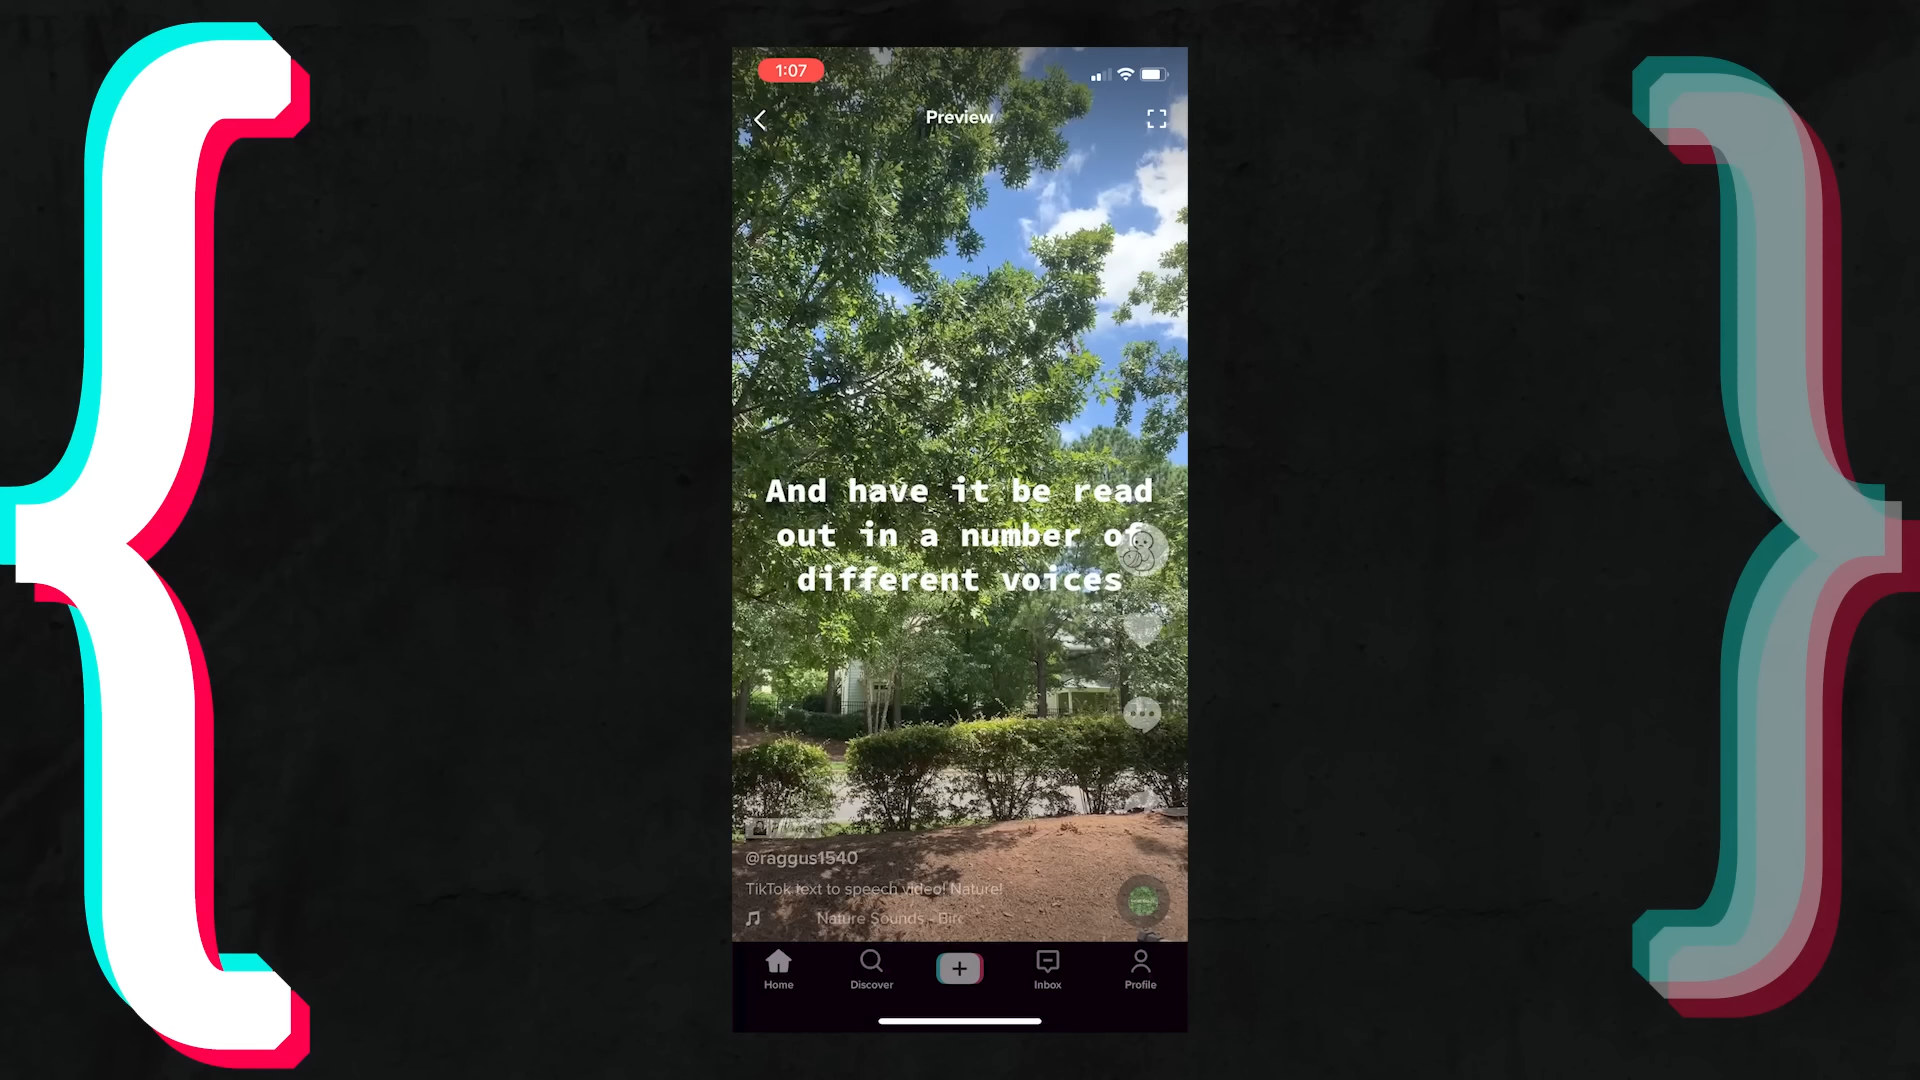 1:07
Preview
And have it be read
out in a number of
different voices
@raggus1540
TikTok text to speech video! Nature!
Nature Sounds - Bird
Home
Discover
Inbox
Profile